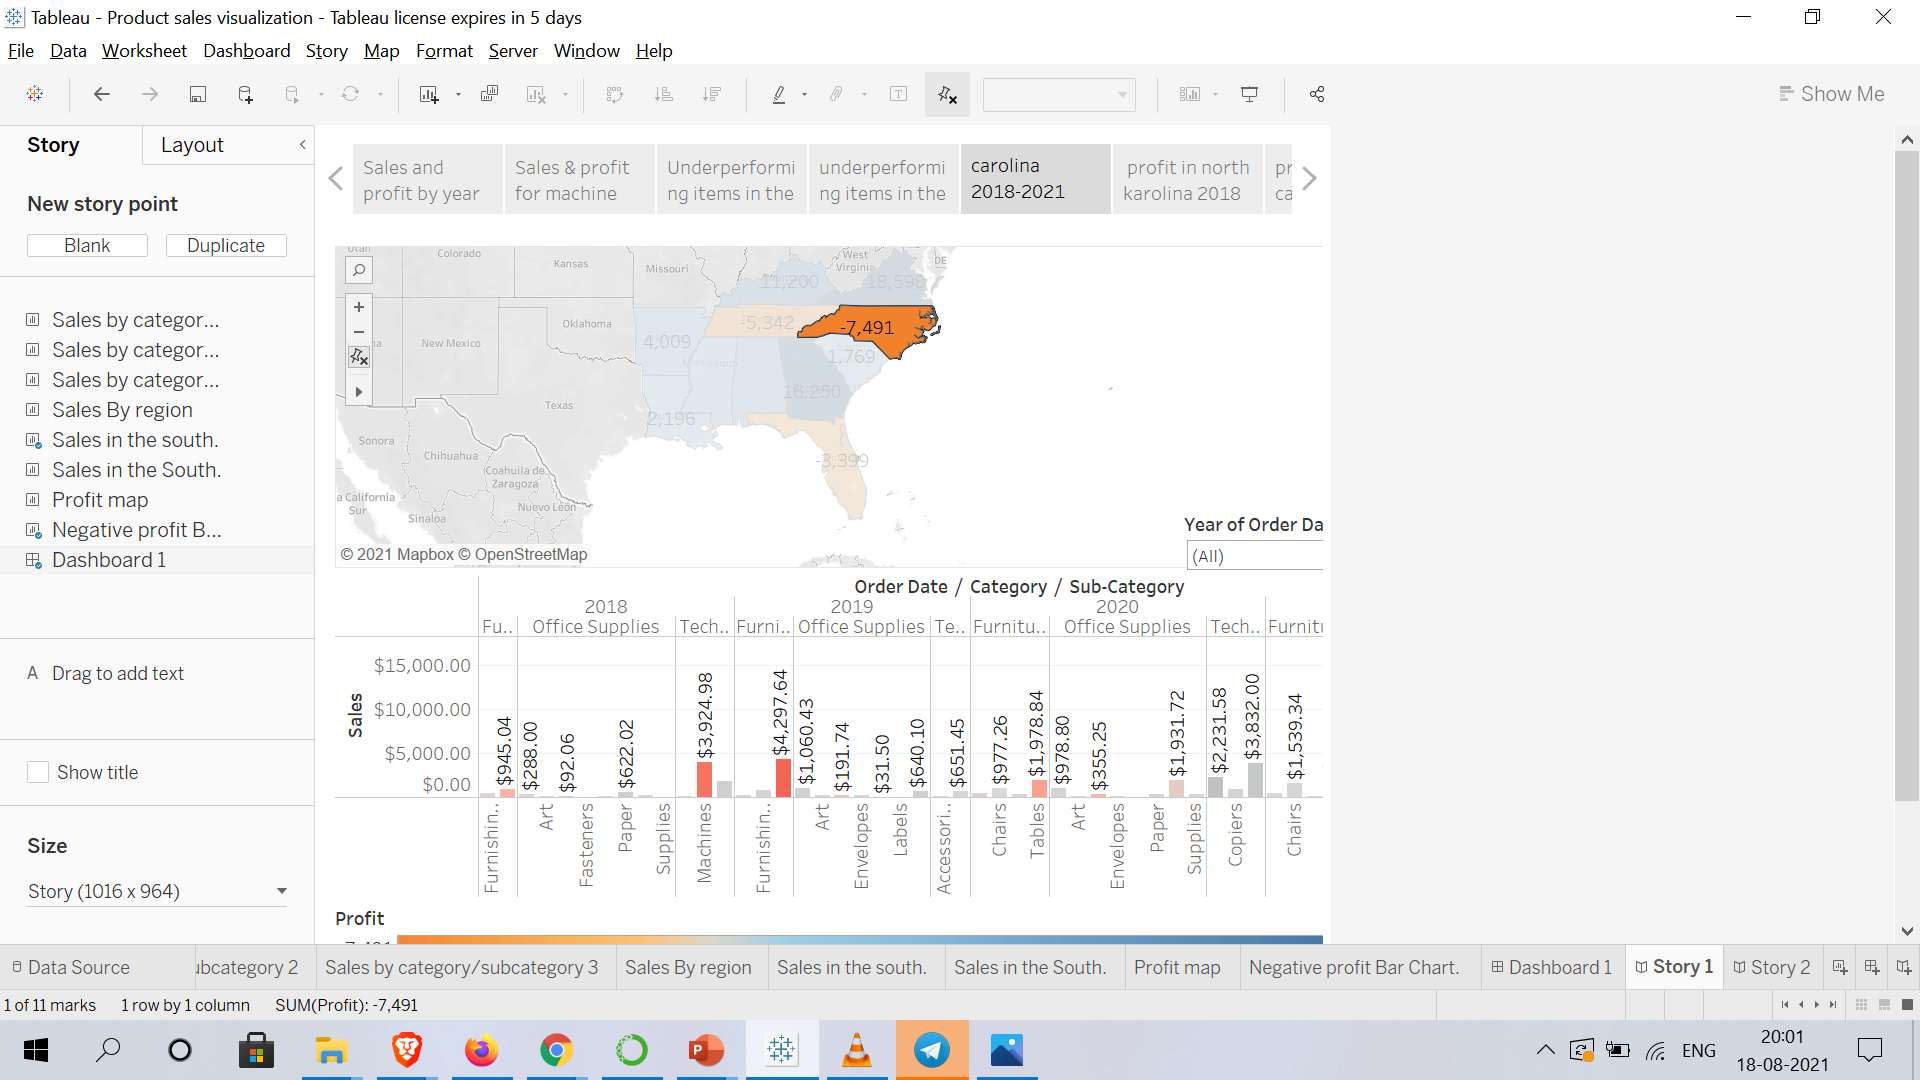 Tableau - Product sales visualization - Tableau license expires in 5 days
File Data Worksheet Dashboard Story Map Format Server Window Help
Show Me
Story Layout
New story point
Blank Duplicate
Sales by categor...
Sales by categor...
Sales by categor...
Sales By region
Sales in the south.
Sales in the South.
Profit map
Negative profit B...
Dashboard 1
A Drag to add text
Show title
Size
Story (1016 x 964)
Sales and
profit by year
Sales & profit
for machine
Underperformi
ng items in the
underperformi
ng items in the
carolina
2018-2021
profit in north
karolina 2018
pr
ca
Utah
Colorado
Kansas
Missouri
West
Virginia
DE
11,200
18,598
Oklahoma
-5,342
-7,491
New Mexico
4,009
1,769
Mississippi
Texas
16,250
2,196
Sonora
Chihuahua
-3,399
Coahuila de
Zaragoza
a California
Sur
Sinaloa
Nuevo León
© 2021 Mapbox © OpenStreetMap
Year of Order Da
(All)
Order Date / Category / Sub-Category
2018 2019 2020
Fu.. Office Supplies Tech.. Furni.. Office Supplies Te.. Furnitu.. Office Supplies Tech.. Furnitu
Sales
$15,000.00
$10,000.00
$5,000.00
$0.00
$945.04 $288.00 $92.06 $622.02 $3,924.98 $4,297.64 $1,060.43 $191.74 $31.50 $640.10 $651.45 $977.26 $1,978.84 $978.80 $355.25 $1,931.72 $2,231.58 $3,832.00 $1,539.34
Furnishin.. Art Fasteners Paper Supplies Machines Furnishin.. Art Envelopes Labels Accessori.. Chairs Tables Art Envelopes Paper Supplies Copiers Chairs
Profit
-7,491
Data Source ubcategory 2 Sales by category/subcategory 3 Sales By region Sales in the south. Sales in the South. Profit map Negative profit Bar Chart. Dashboard 1 Story 1 Story 2
1 of 11 marks 1 row by 1 column SUM(Profit): -7,491
ENG
20:01
18-08-2021